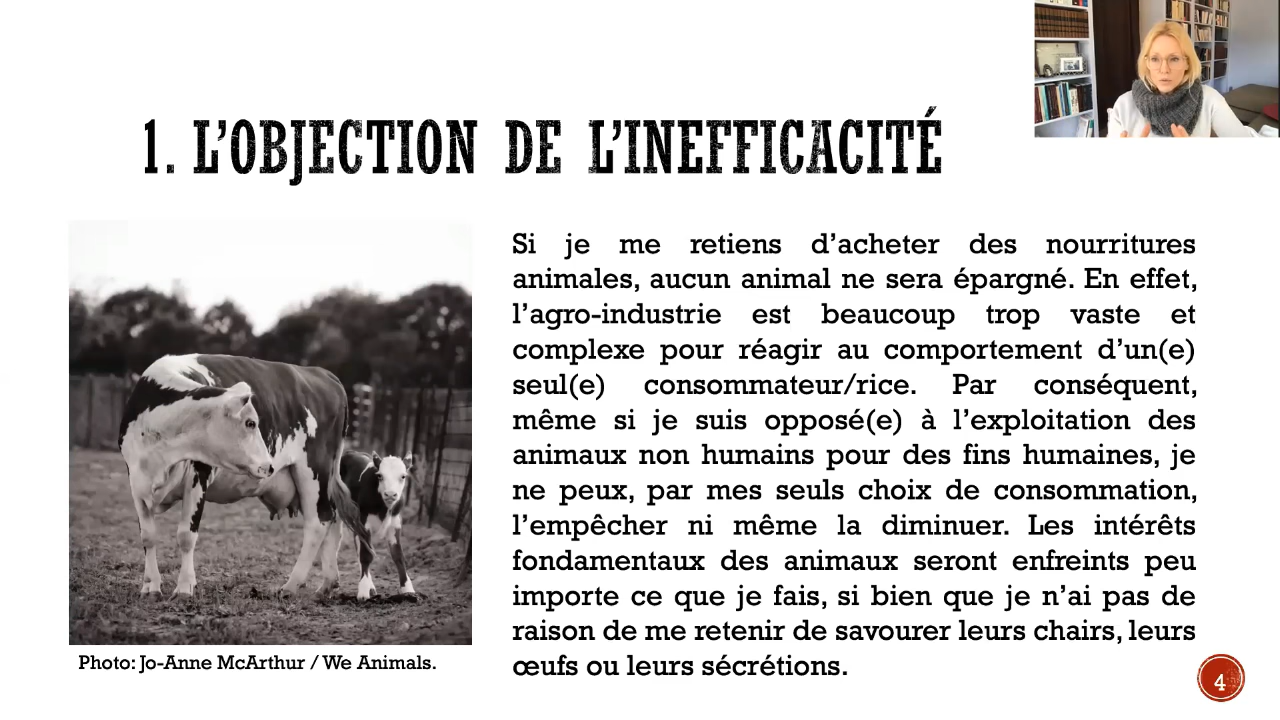 1. L'OBJECTION DE L'INEFFICACITÉ
Si je me retiens d'acheter des nourritures
animales, aucun animal ne sera épargné. En effet,
l'agro-industrie est beaucoup trop vaste et
complexe pour réagir au comportement d'un(e)
seul(e) consommateur/rice. Par conséquent,
même si je suis opposé(e) à l'exploitation des
animaux non humains pour des fins humaines, je
ne peux, par mes seuls choix de consommation,
l'empêcher ni même la diminuer. Les intérêts
fondamentaux des animaux seront enfreints peu
importe ce que je fais, si bien que je n'ai pas de
raison de me retenir de savourer leurs chairs, leurs
œufs ou leurs sécrétions.
Photo: Jo-Anne McArthur / We Animals.
4